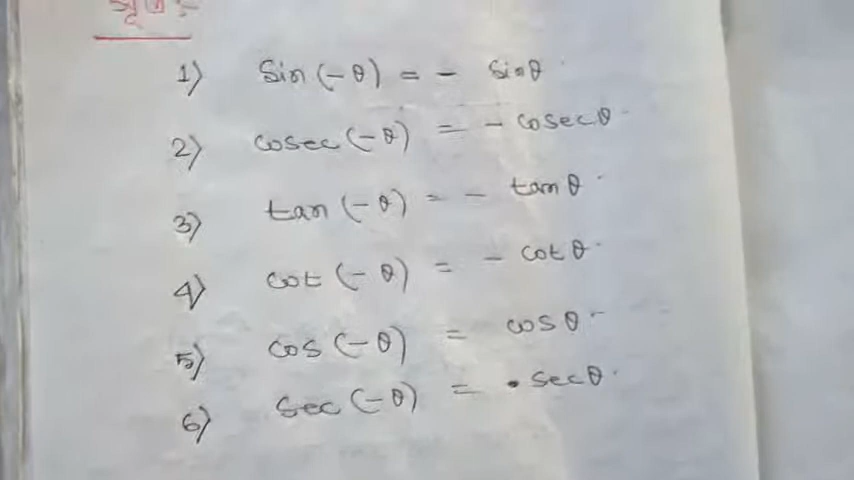 সূত্র:-
1) Sin (-θ) = - Sinθ
2) cosec (-θ) = - cosecθ
3) tan (-θ) = - tanθ
4) cot (-θ) = - cotθ
5) cos (-θ) = cosθ
6) Sec (-θ) = • secθ